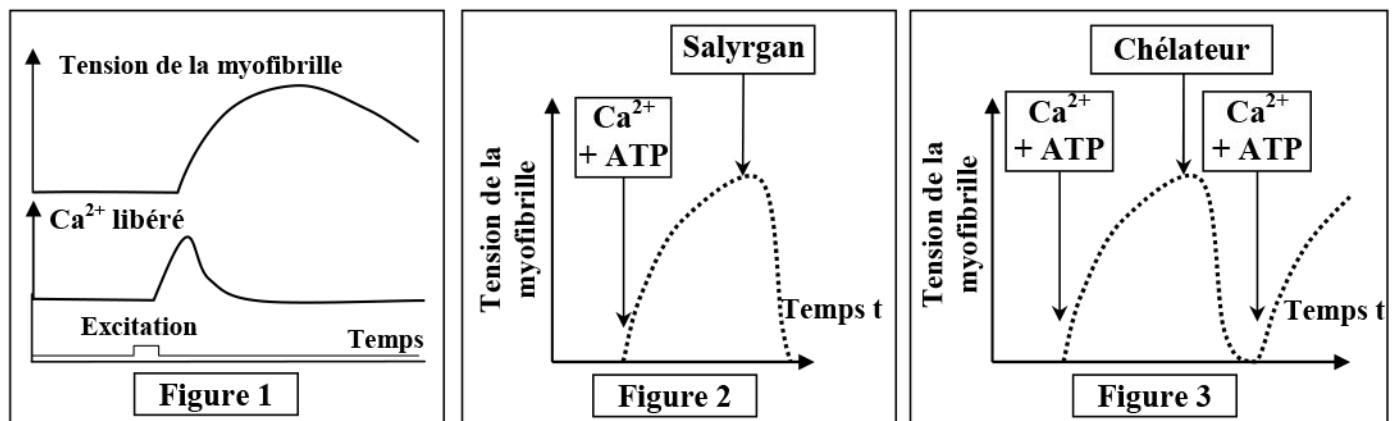 Tension de la myofibrille
Ca²⁺ libéré
Excitation
Temps
Figure 1
Salyrgan
Ca²⁺
+ ATP
Tension de la
myofibrille
Temps t
Figure 2
Chélateur
Ca²⁺
+ ATP
Ca²⁺
+ ATP
Tension de la
myofibrille
Temps t
Figure 3